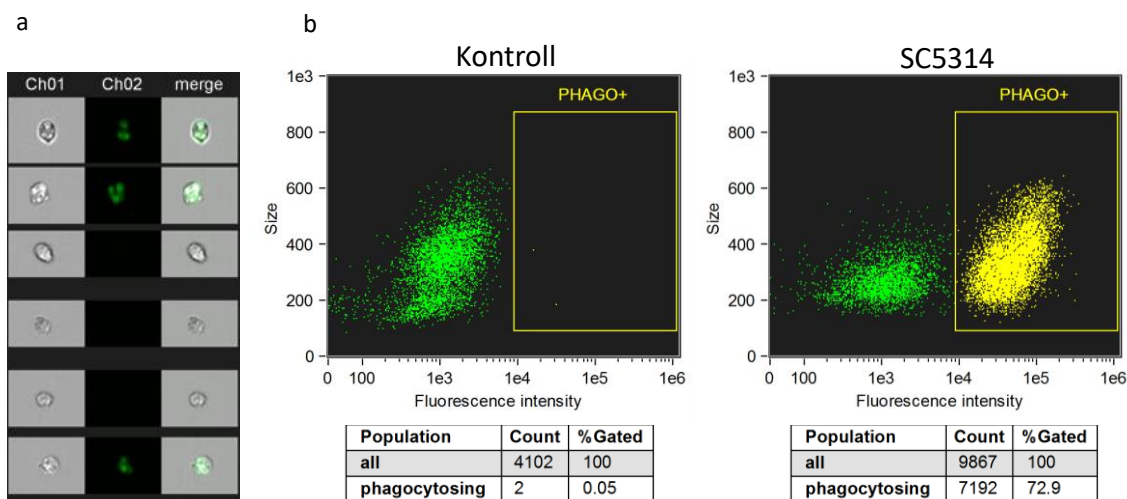 a
b
Ch01 Ch02 merge
Kontroll
1e3
800
600
400
200
0
Size
PHAGO+
0 100 1e3 1e4 1e5 1e6
Fluorescence intensity
Population Count %Gated
all 4102 100
phagocytosing 2 0.05
SC5314
1e3
800
600
400
200
0
Size
PHAGO+
0 100 1e3 1e4 1e5 1e6
Fluorescence intensity
Population Count %Gated
all 9867 100
phagocytosing 7192 72.9